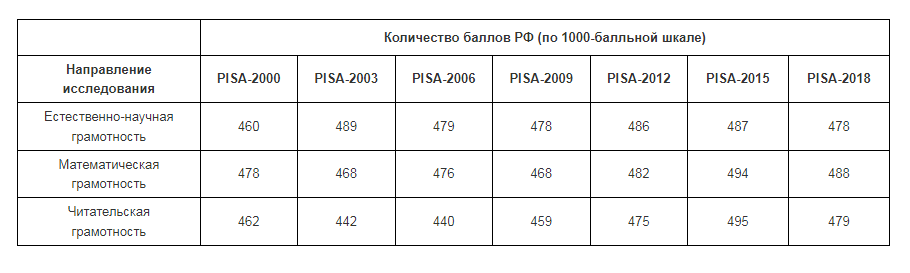 Количество баллов РФ (по 1000-балльной шкале)
Направление
исследования
PISA-2000 PISA-2003 PISA-2006 PISA-2009 PISA-2012 PISA-2015 PISA-2018
Естественно-научная
грамотность
460 489 479 478 486 487 478
Математическая
грамотность
478 468 476 468 482 494 488
Читательская
грамотность
462 442 440 459 475 495 479